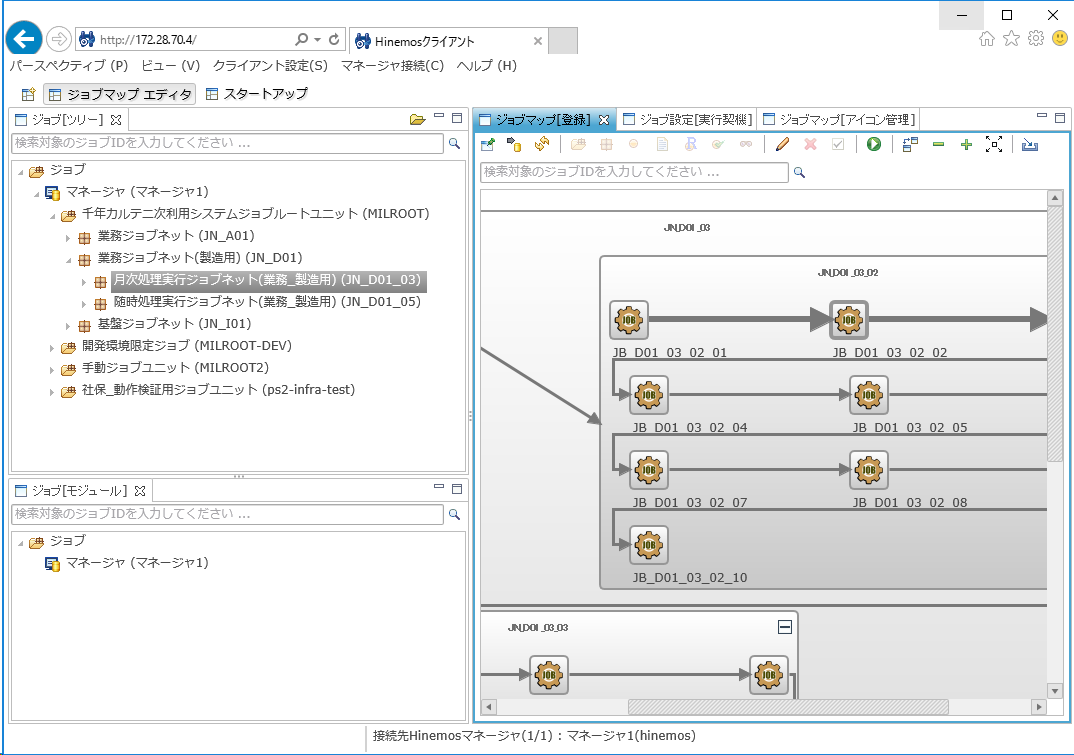 http://172.28.70.4/
Hinemosクライアント
パースペクティブ (P) ビュー (V) クライアント設定(S) マネージャ接続(C) ヘルプ (H)
ジョブマップ エディタ スタートアップ
ジョブ[ツリー]
検索対象のジョブIDを入力してください ...
ジョブ
マネージャ (マネージャ1)
千年カルテ二次利用システムジョブルートユニット (MILROOT)
業務ジョブネット (JN_A01)
業務ジョブネット(製造用) (JN_D01)
月次処理実行ジョブネット(業務_製造用) (JN_D01_03)
随時処理実行ジョブネット(業務_製造用) (JN_D01_05)
基盤ジョブネット (JN_I01)
開発環境限定ジョブ (MILROOT-DEV)
手動ジョブユニット (MILROOT2)
社保_動作検証用ジョブユニット (ps2-infra-test)
ジョブ[モジュール]
検索対象のジョブIDを入力してください ...
ジョブ
マネージャ (マネージャ1)
ジョブマップ[登録] ジョブ設定[実行契機] ジョブマップ[アイコン管理]
検索対象のジョブIDを入力してください ...
JN_D01_03
JN_D01_03_02
JOB JOB
JB_D01_03_02_01 JB_D01_03_02_02
JOB JOB
JB_D01_03_02_04 JB_D01_03_02_05
JOB JOB
JB_D01_03_02_07 JB_D01_03_02_08
JOB
JB_D01_03_02_10
JN_D01_03_03
JOB JOB
接続先Hinemosマネージャ(1/1) : マネージャ1(hinemos)